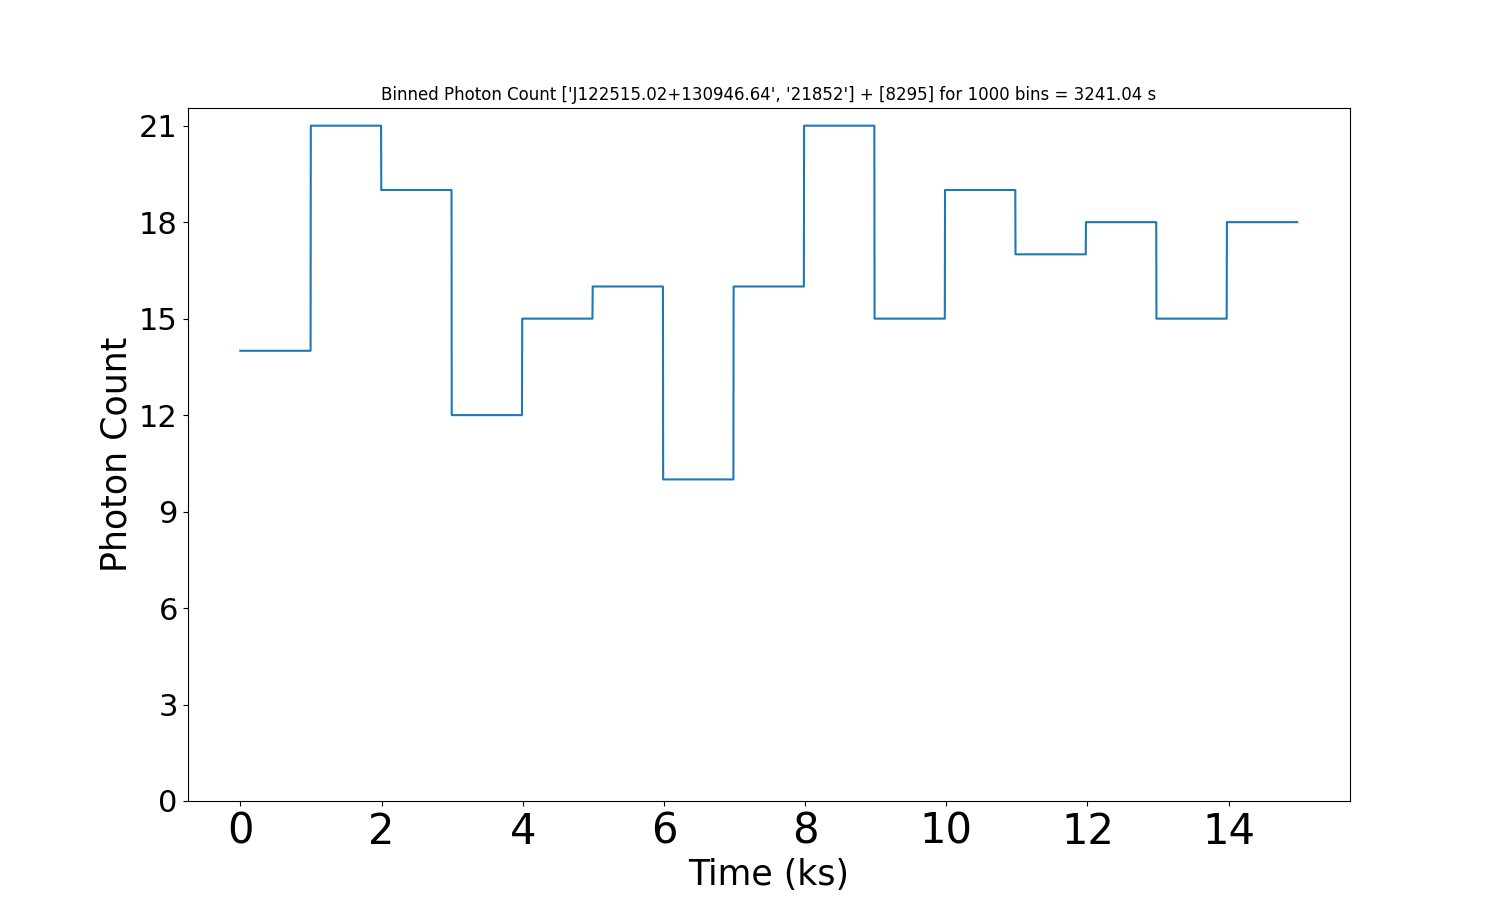 Binned Photon Count ['J122515.02+130946.64', '21852'] + [8295] for 1000 bins = 3241.04 s
21
18
15
12
9
6
3
0
Photon Count
0 2 4 6 8 10 12 14
Time (ks)